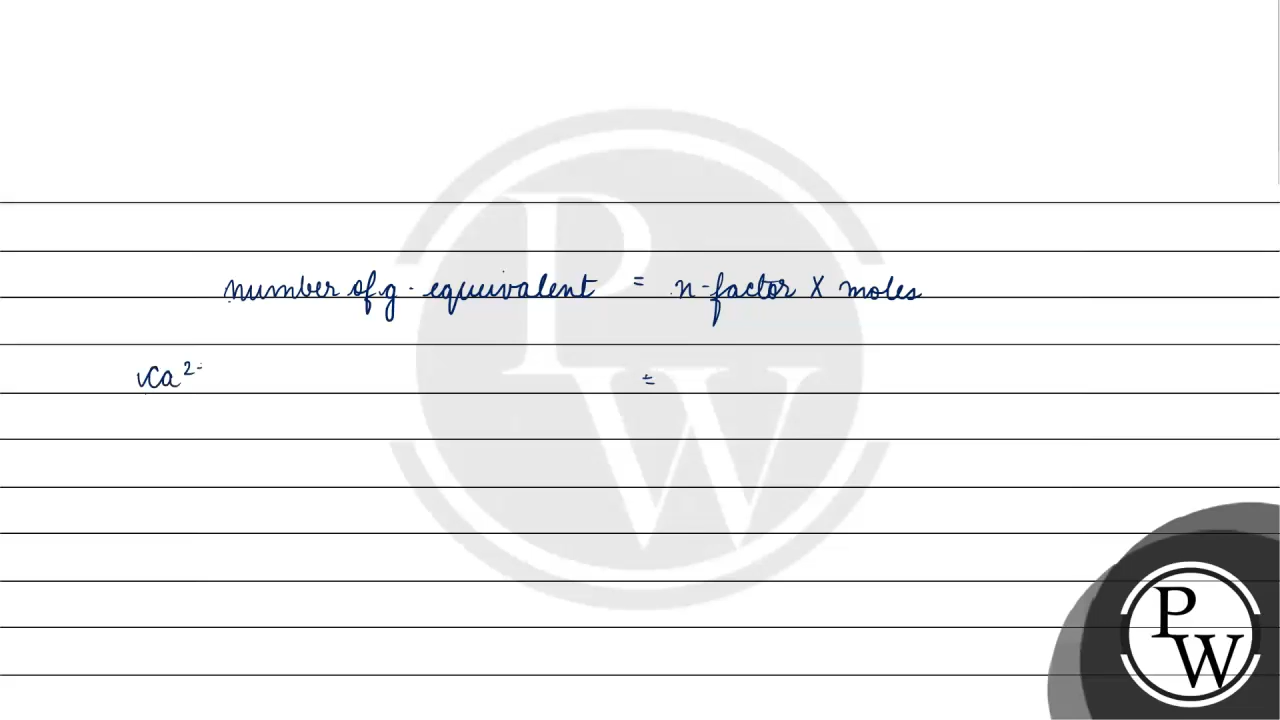 number of g. equivalent = n-factor X moles
Ca²⁻ =
P
W
P
W